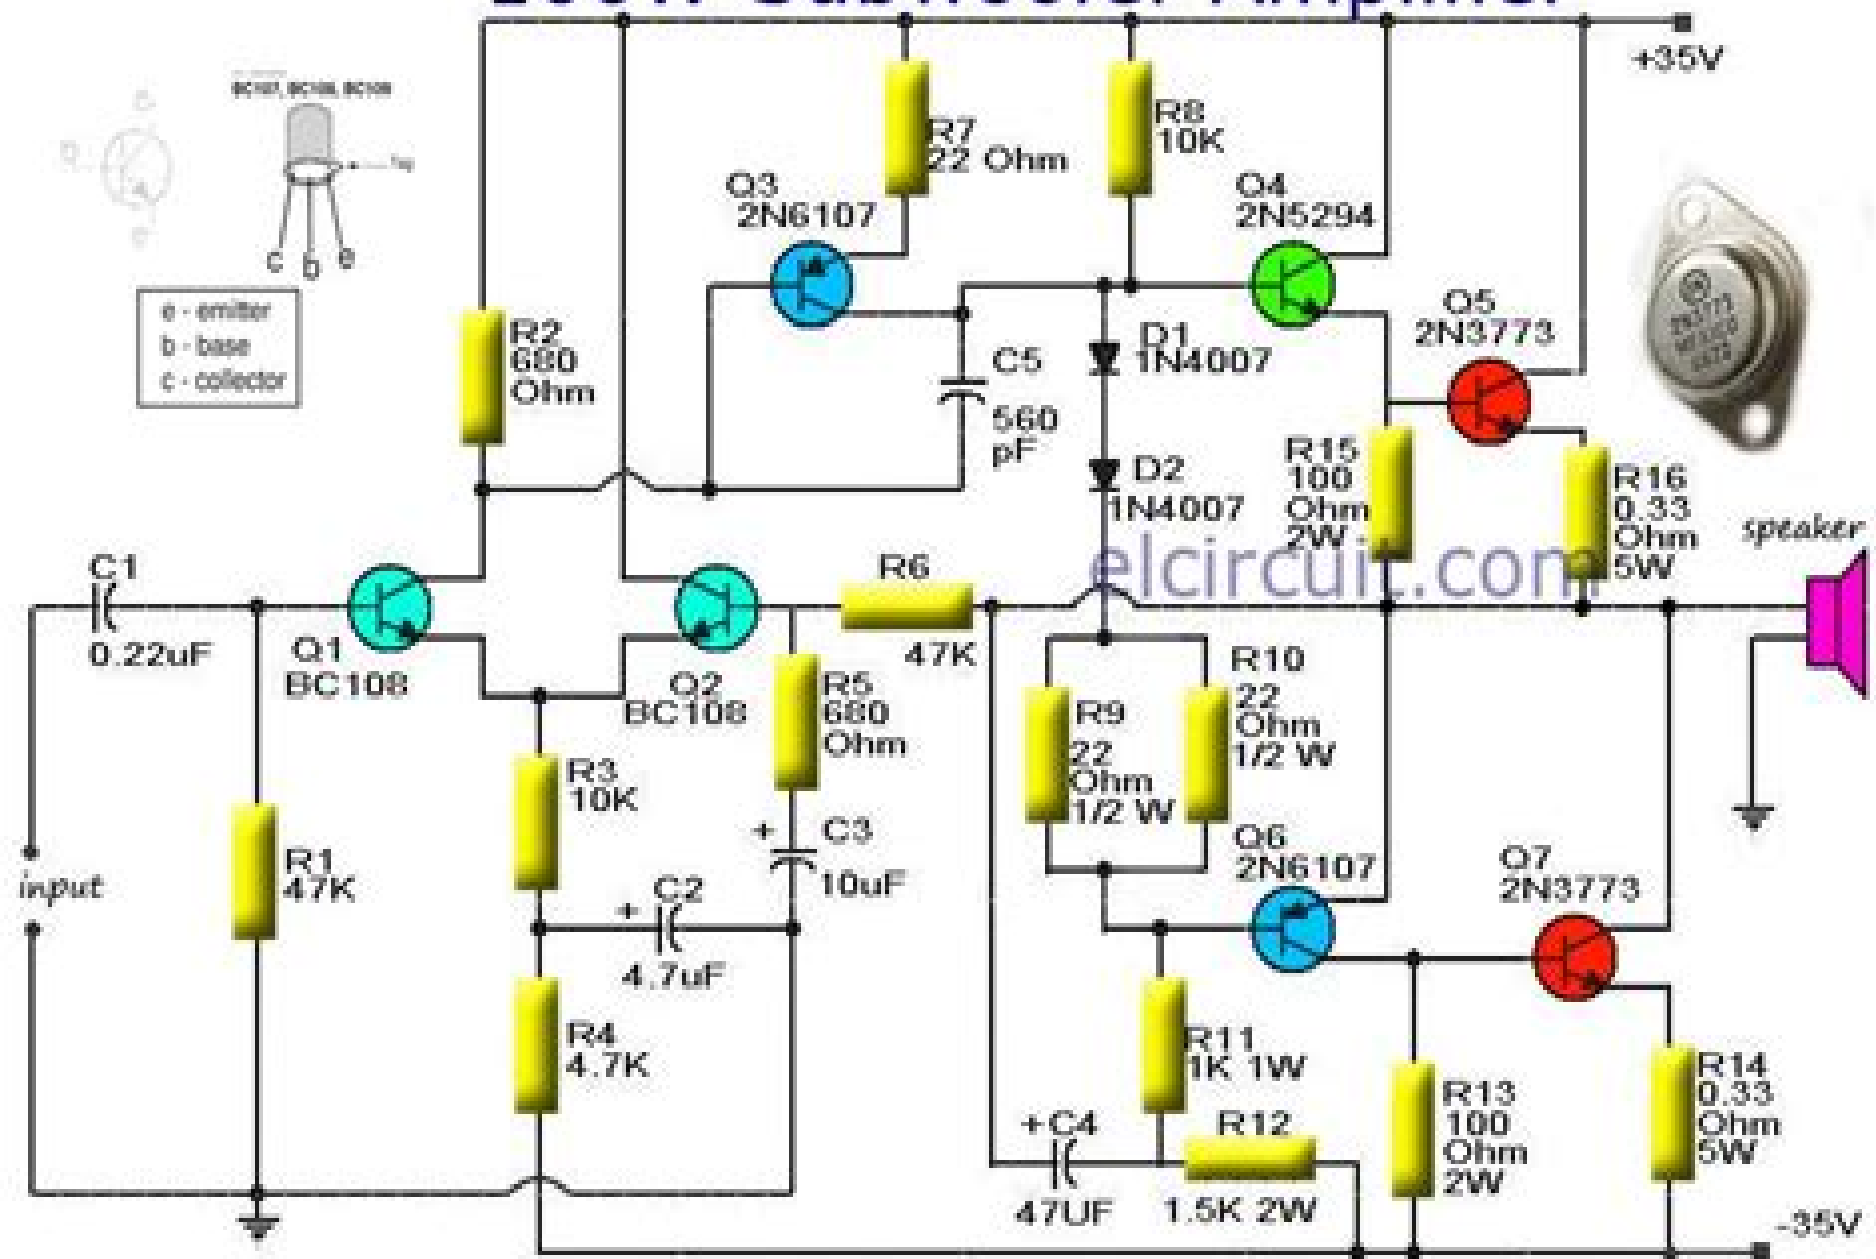 +35V
BC107, BC108, BC109
c b e
e - emitter
b - base
c - collector
R7
22 Ohm
R8
10K
Q3
2N6107
Q4
2N5294
Q5
2N3773
R2
680
Ohm
C5
560
pF
D1
1N4007
D2
1N4007
R15
100
Ohm
2W
R16
0.33
Ohm
5W
speaker
elcircuit.com
C1
0.22uF
Q1
BC108
Q2
BC108
R6
47K
R5
680
Ohm
R9
22
Ohm
1/2 W
R10
22
Ohm
1/2 W
R3
10K
C3
+
10uF
input
R1
47K
C2
+
4.7uF
Q6
2N6107
Q7
2N3773
R4
4.7K
R11
1K 1W
R13
100
Ohm
2W
R14
0.33
Ohm
5W
+C4
47UF
R12
1.5K 2W
-35V